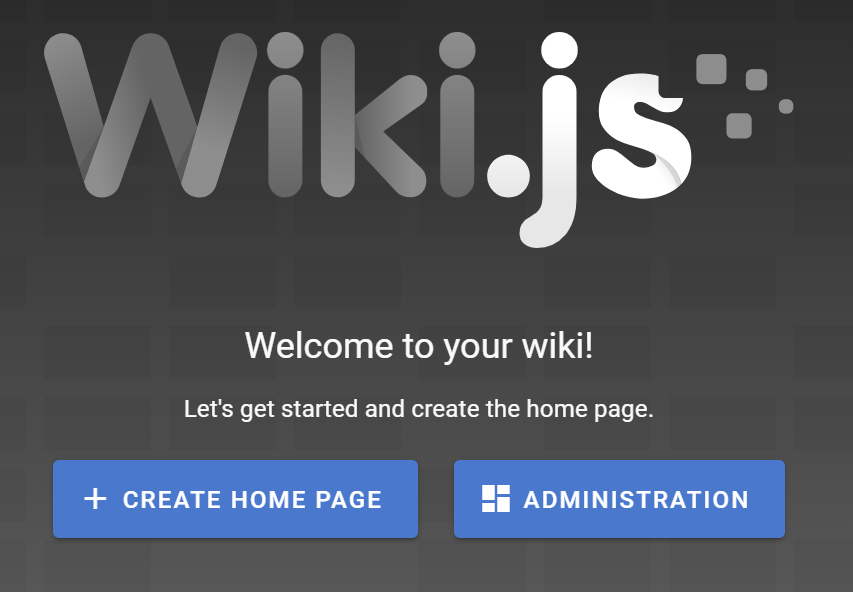 Wiki.js
Welcome to your wiki!
Let's get started and create the home page.
CREATE HOME PAGE
ADMINISTRATION